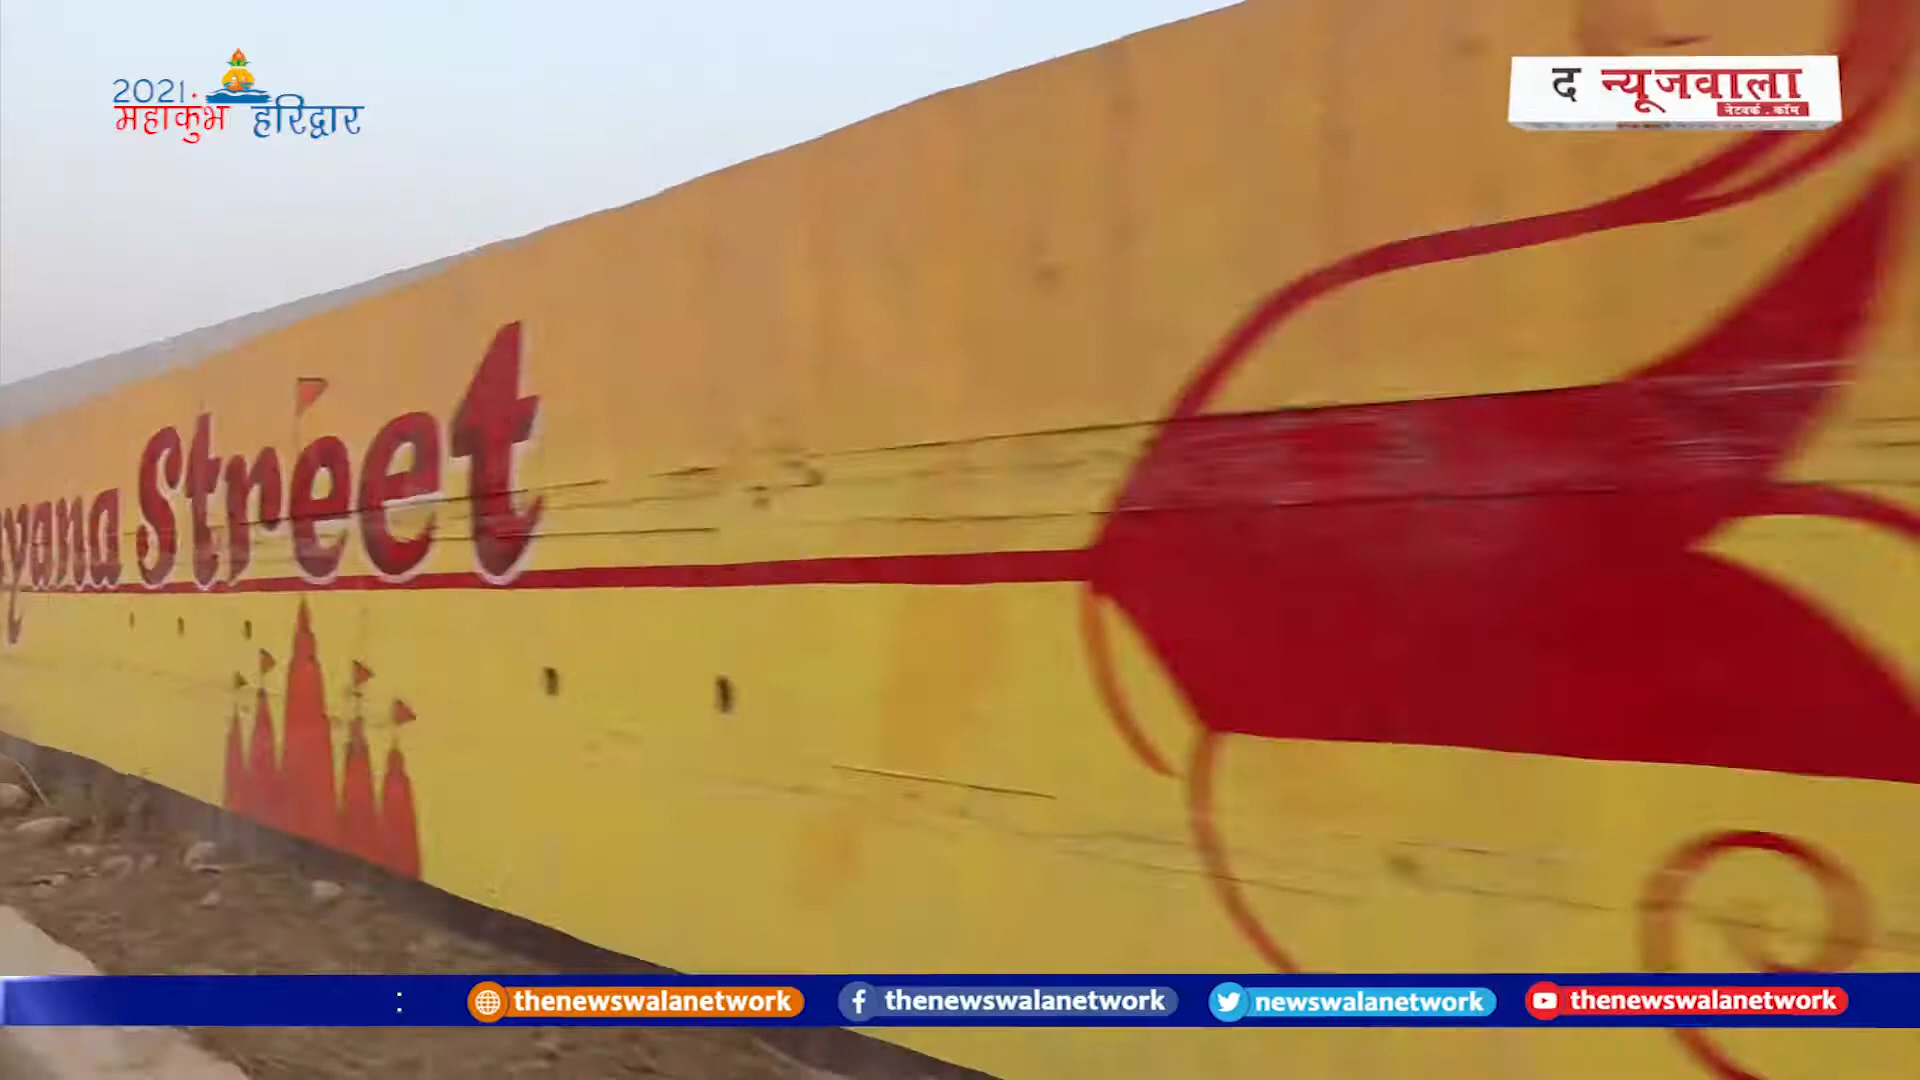 2021
महाकुंभ हरिद्वार
द न्यूजवाला
नेटवर्क . कॉम
yana Street
: thenewswalanetwork thenewswalanetwork newswalanetwork thenewswalanetwork